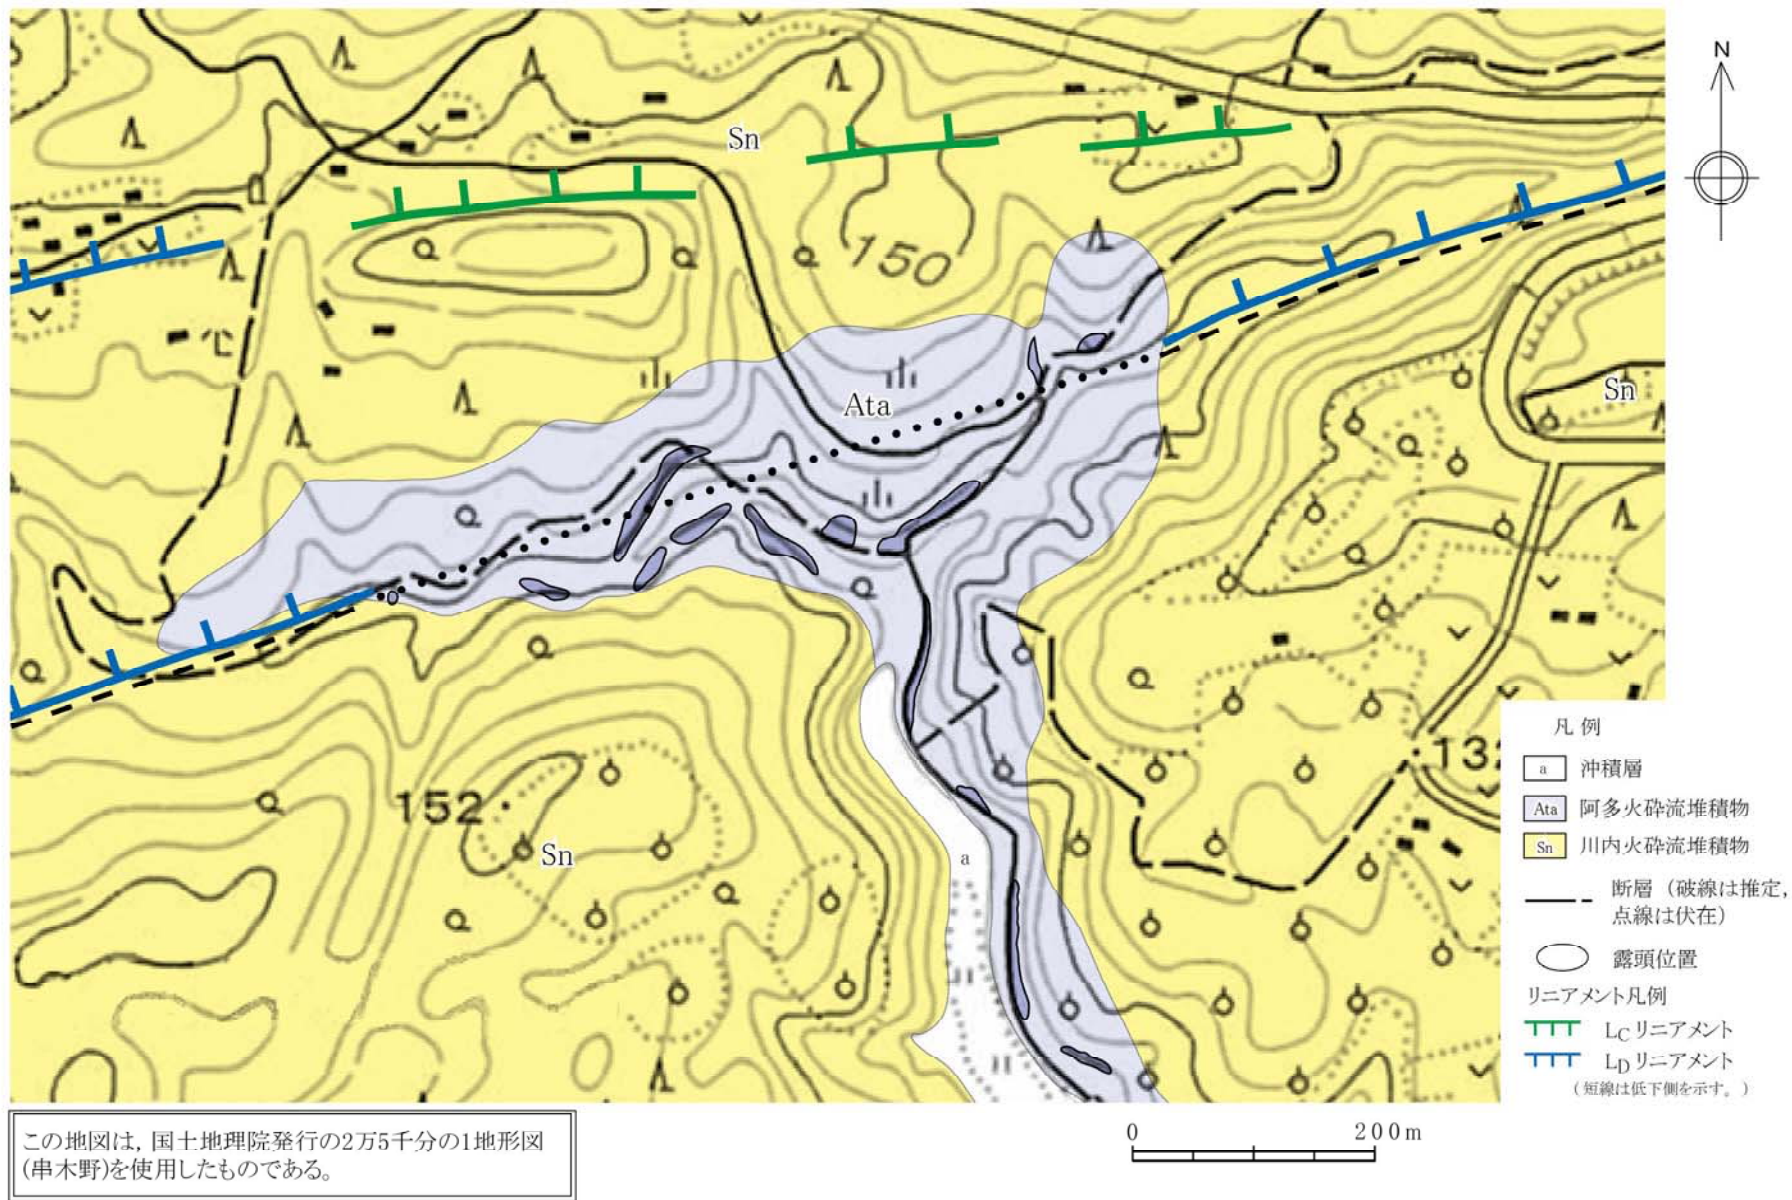 N
Sn
150
Ata
Sn
152
Sn
a
凡 例
a 沖積層
Ata 阿多火砕流堆積物
Sn 川内火砕流堆積物
断層（破線は推定,
点線は伏在）
露頭位置
リニアメント凡例
LCリニアメント
LDリニアメント
（短線は低下側を示す。）
0 200m
この地図は, 国土地理院発行の2万5千分の1地形図
(串木野)を使用したものである。